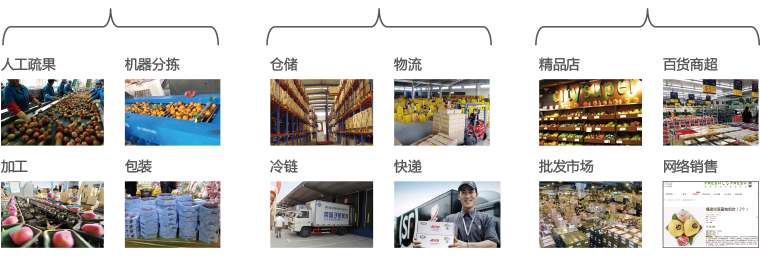 人工疏果
机器分拣
仓储
物流
精品店
百货商超
citysuper
加工
包装
冷链
快递
批发市场
网络销售